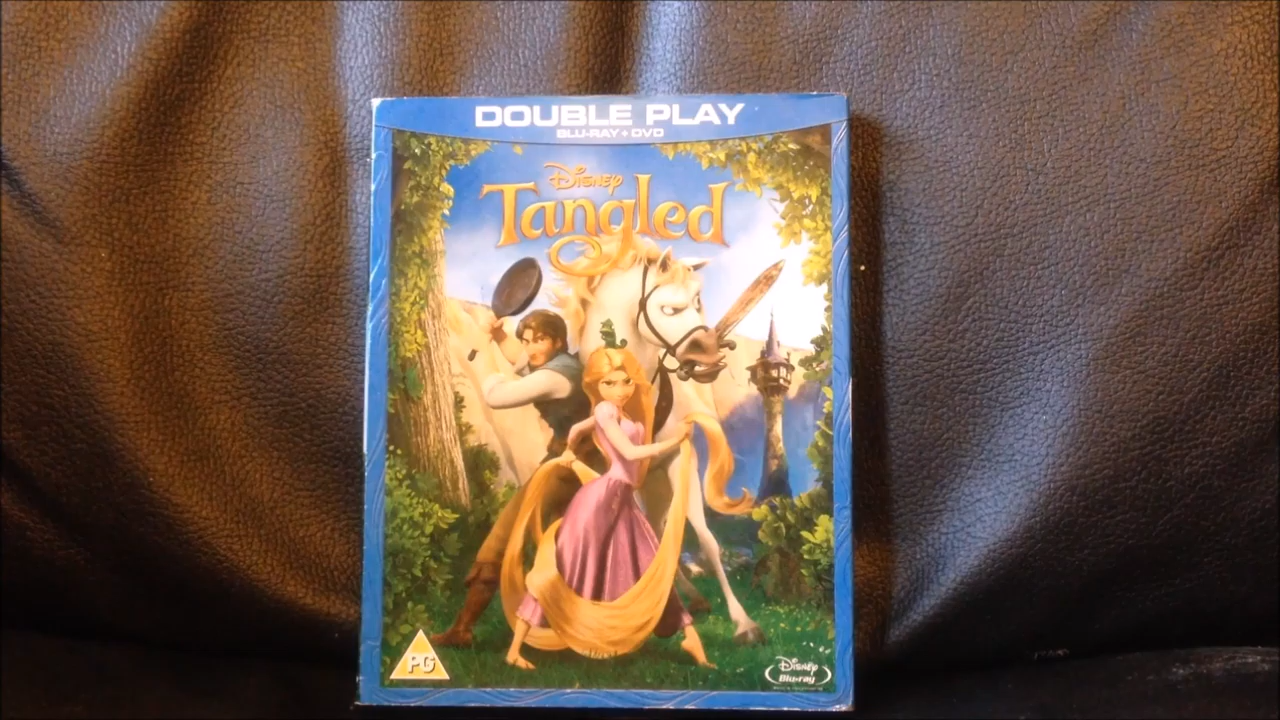 DOUBLE PLAY
BLU-RAY + DVD
Disney
Tangled
PG
Disney
Blu-ray